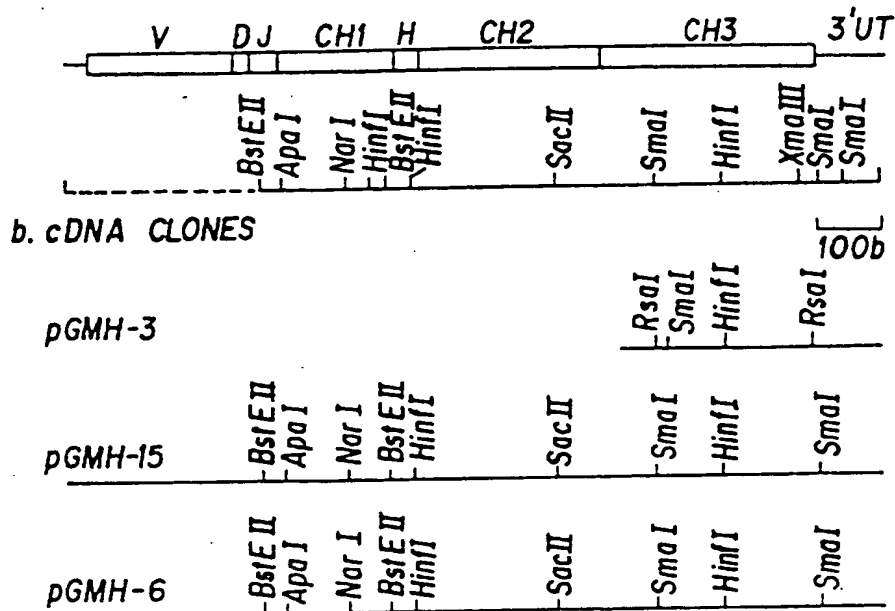 V D J CH1 H CH2 CH3 3'UT
BstEII ApaI NarI HinfI BstEII HinfI SacII SmaI HinfI XmaIII SmaI SmaI
b. cDNA CLONES
100b
pGMH-3 RsaI SmaI HinfI RsaI
pGMH-15 BstEII ApaI NarI BstEII HinfI SacII SmaI HinfI SmaI
pGMH-6 BstEII ApaI NarI BstEII HinfI SacII SmaI HinfI SmaI